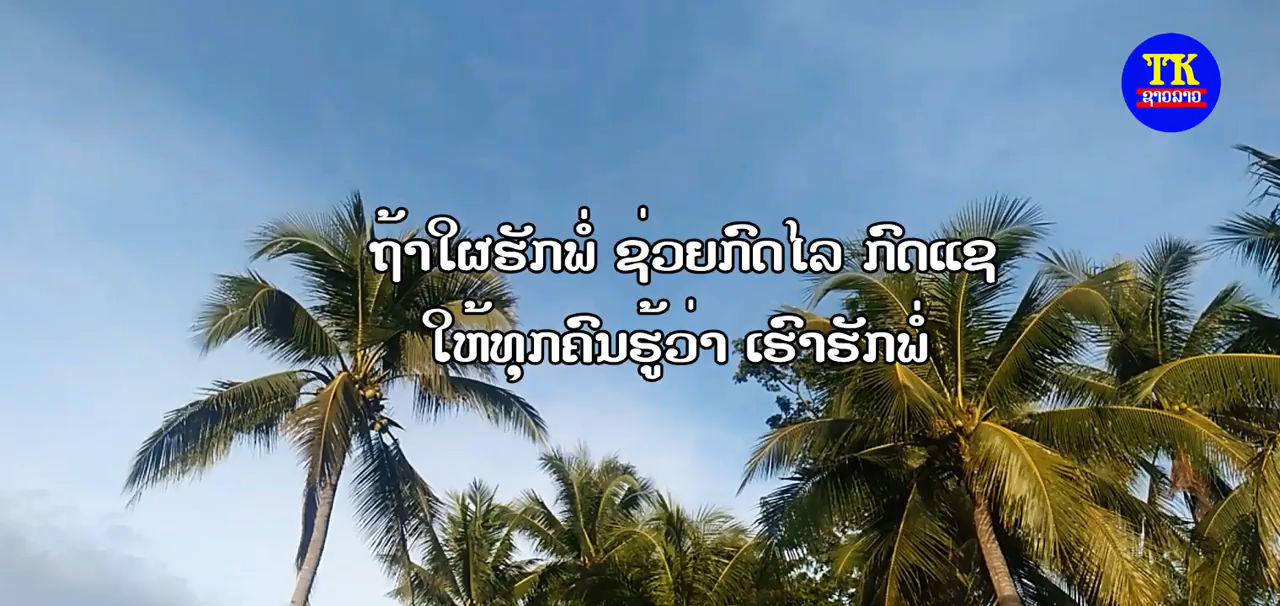 TK
ຊາວລາວ
ຖ້າໃຜຮັກພໍ່ ຊ່ວຍກົດໄລ ກົດແຊ
ໃຫ້ທຸກຄົນຮູ້ວ່າ ເຮົາຮັກພໍ່